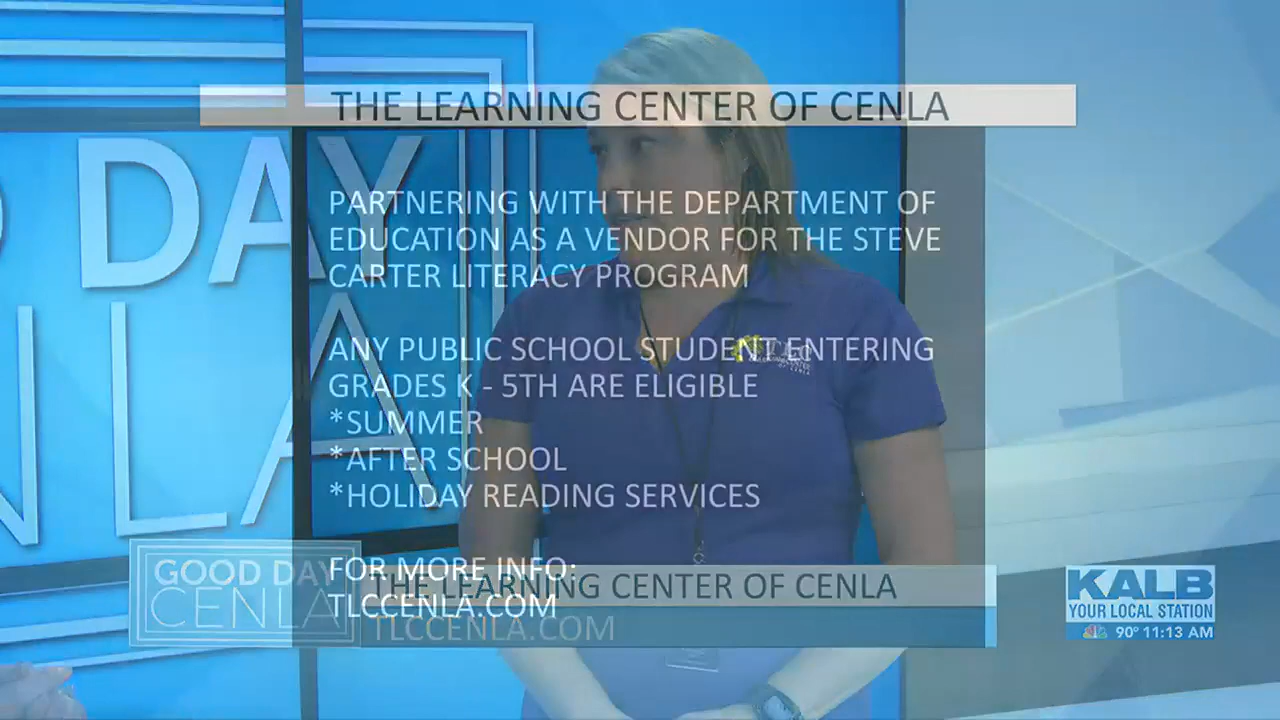 THE LEARNING CENTER OF CENLA
DAY
PARTNERING WITH THE DEPARTMENT OF
EDUCATION AS A VENDOR FOR THE STEVE
CARTER LITERACY PROGRAM
ANY PUBLIC SCHOOL STUDENT ENTERING
GRADES K - 5TH ARE ELIGIBLE
*SUMMER
*AFTER SCHOOL
*HOLIDAY READING SERVICES
NLA
FOR MORE INFO:
TLCCENLA.COM
GOOD DAY
CENLA
THE LEARNING CENTER OF CENLA
TLCCENLA.COM
KALB
YOUR LOCAL STATION
90° 11:13 AM